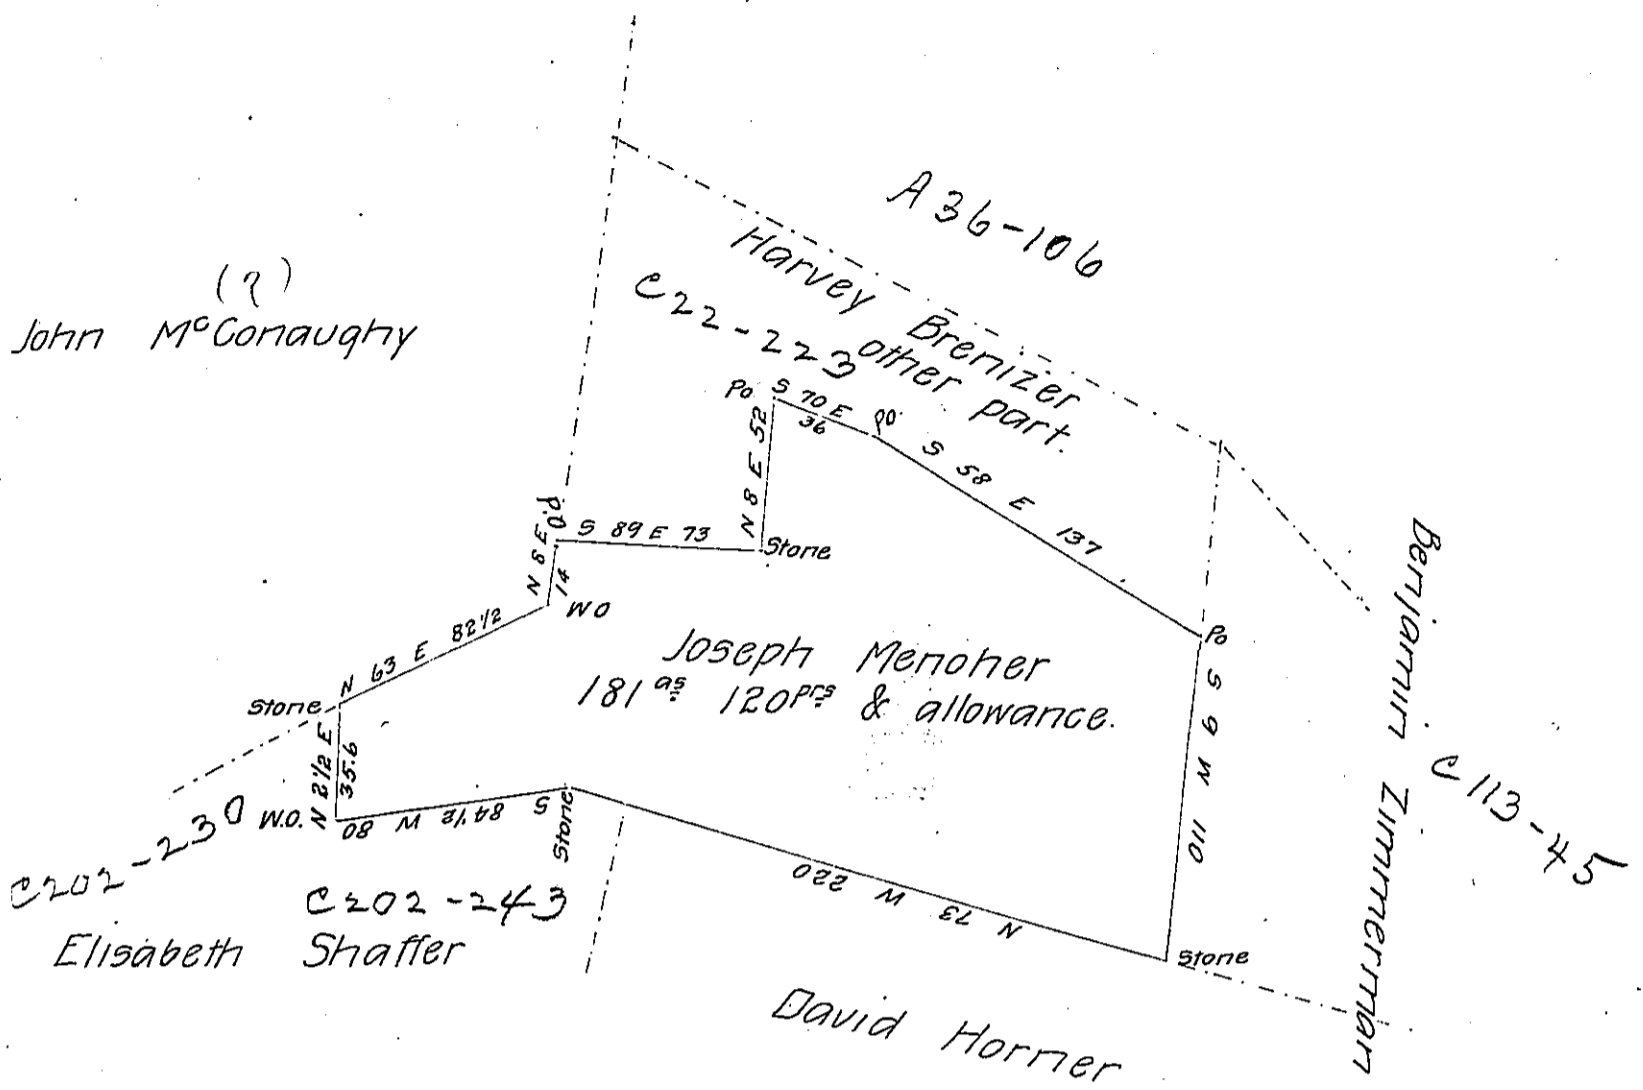 A36-106
Harvey Brenizer
other part.
C22-223
(?)
John McConaughy
Po
S 70 E
36
Po
S 58 E 137
N 8 E 52
Po
S 89 E 73
Stone
N 8 E
14
WO
N 63 E 82 1/2
Stone
Joseph Menoher
181 as 120 prs & allowance.
Po
S 9 W 110
Benjamin Zimmerman
C113-45
N 2 1/2 E
35.6
W.O.
S 84 1/2 W 80
Stone
N 73 W 220
Stone
C202-230
C202-243
Elisabeth Shaffer
David Horner